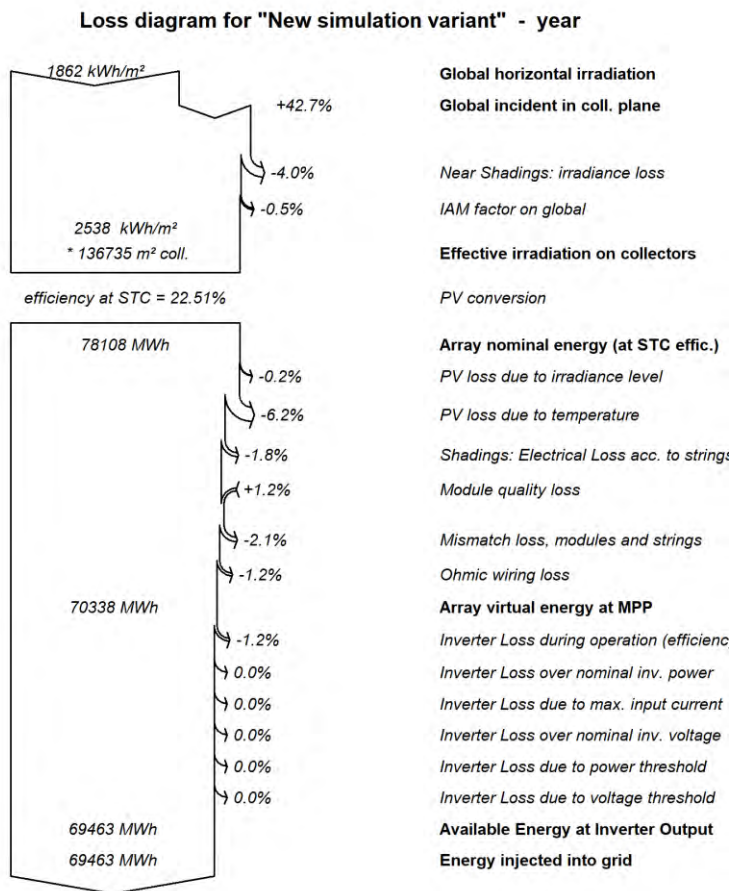 Loss diagram for "New simulation variant" - year
1862 kWh/m² Global horizontal irradiation
+42.7% Global incident in coll. plane
-4.0% Near Shadings: irradiance loss
-0.5% IAM factor on global
2538 kWh/m²
* 136735 m² coll. Effective irradiation on collectors
efficiency at STC = 22.51% PV conversion
78108 MWh Array nominal energy (at STC effic.)
-0.2% PV loss due to irradiance level
-6.2% PV loss due to temperature
-1.8% Shadings: Electrical Loss acc. to strings
+1.2% Module quality loss
-2.1% Mismatch loss, modules and strings
-1.2% Ohmic wiring loss
70338 MWh Array virtual energy at MPP
-1.2% Inverter Loss during operation (efficiency
0.0% Inverter Loss over nominal inv. power
0.0% Inverter Loss due to max. input current
0.0% Inverter Loss over nominal inv. voltage
0.0% Inverter Loss due to power threshold
0.0% Inverter Loss due to voltage threshold
69463 MWh Available Energy at Inverter Output
69463 MWh Energy injected into grid